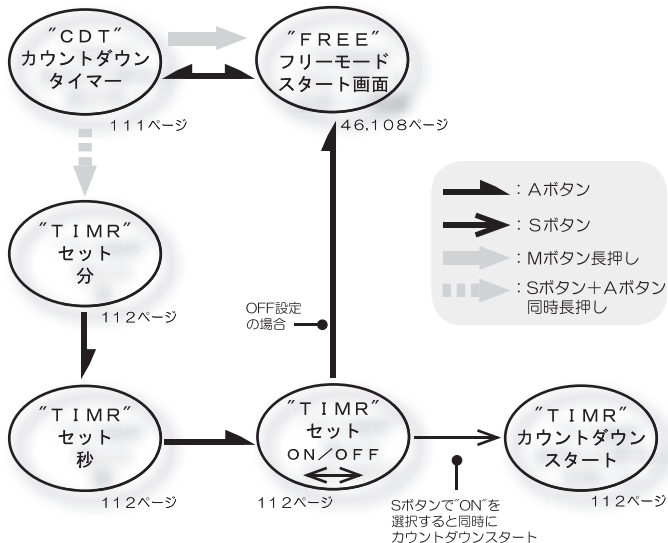 "CDT"
カウントダウン
タイマー
111ページ
"FREE"
フリーモード
スタート画面
46,108ページ
：Aボタン
：Sボタン
：Mボタン長押し
：Sボタン＋Aボタン
同時長押し
"TIMR"
セット
分
112ページ
OFF設定
の場合
"TIMR"
セット
秒
112ページ
"TIMR"
セット
ON／OFF
112ページ
"TIMR"
カウントダウン
スタート
112ページ
Sボタンで"ON"を
選択すると同時に
カウントダウンスタート